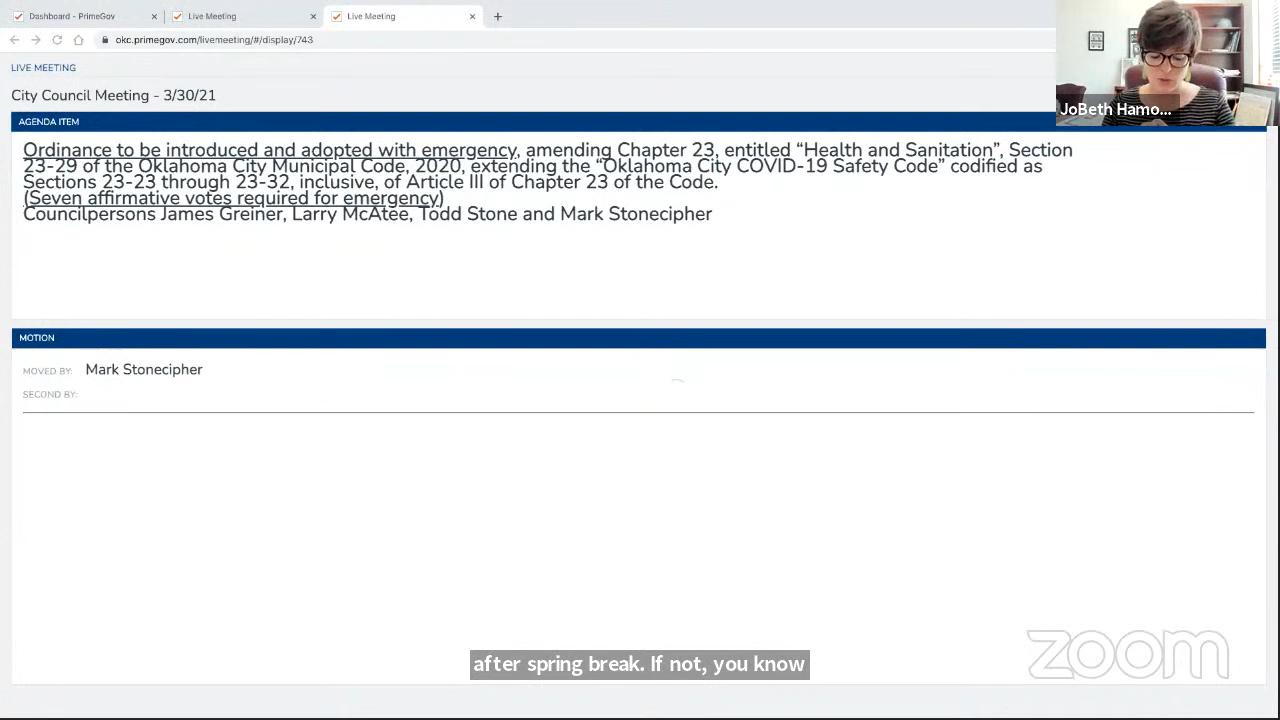 Dashboard - PrimeGov
Live Meeting
Live Meeting
okc.primegov.com/livemeeting/#/display/743
LIVE MEETING
City Council Meeting - 3/30/21
JoBeth Hamo...
AGENDA ITEM
Ordinance to be introduced and adopted with emergency, amending Chapter 23, entitled “Health and Sanitation”, Section
23-29 of the Oklahoma City Municipal Code, 2020, extending the “Oklahoma City COVID-19 Safety Code” codified as
Sections 23-23 through 23-32, inclusive, of Article III of Chapter 23 of the Code.
(Seven affirmative votes required for emergency)
Councilpersons James Greiner, Larry McAtee, Todd Stone and Mark Stonecipher
MOTION
MOVED BY: Mark Stonecipher
SECOND BY:
after spring break. If not, you know
zoom